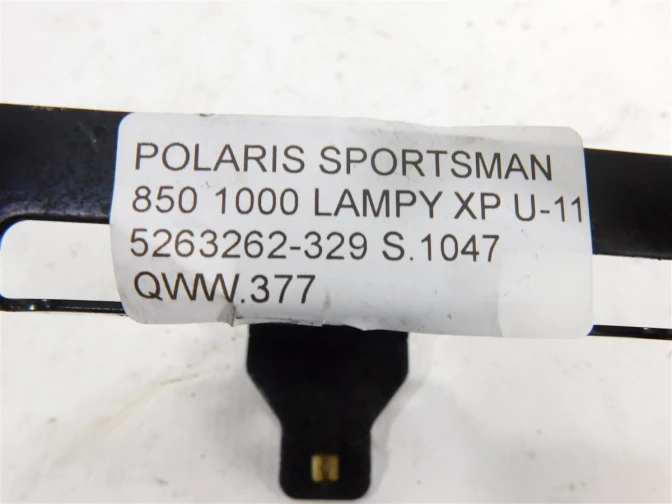 POLARIS SPORTSMAN
850 1000 LAMPY XP U-11
5263262-329 S.1047
QWW.377